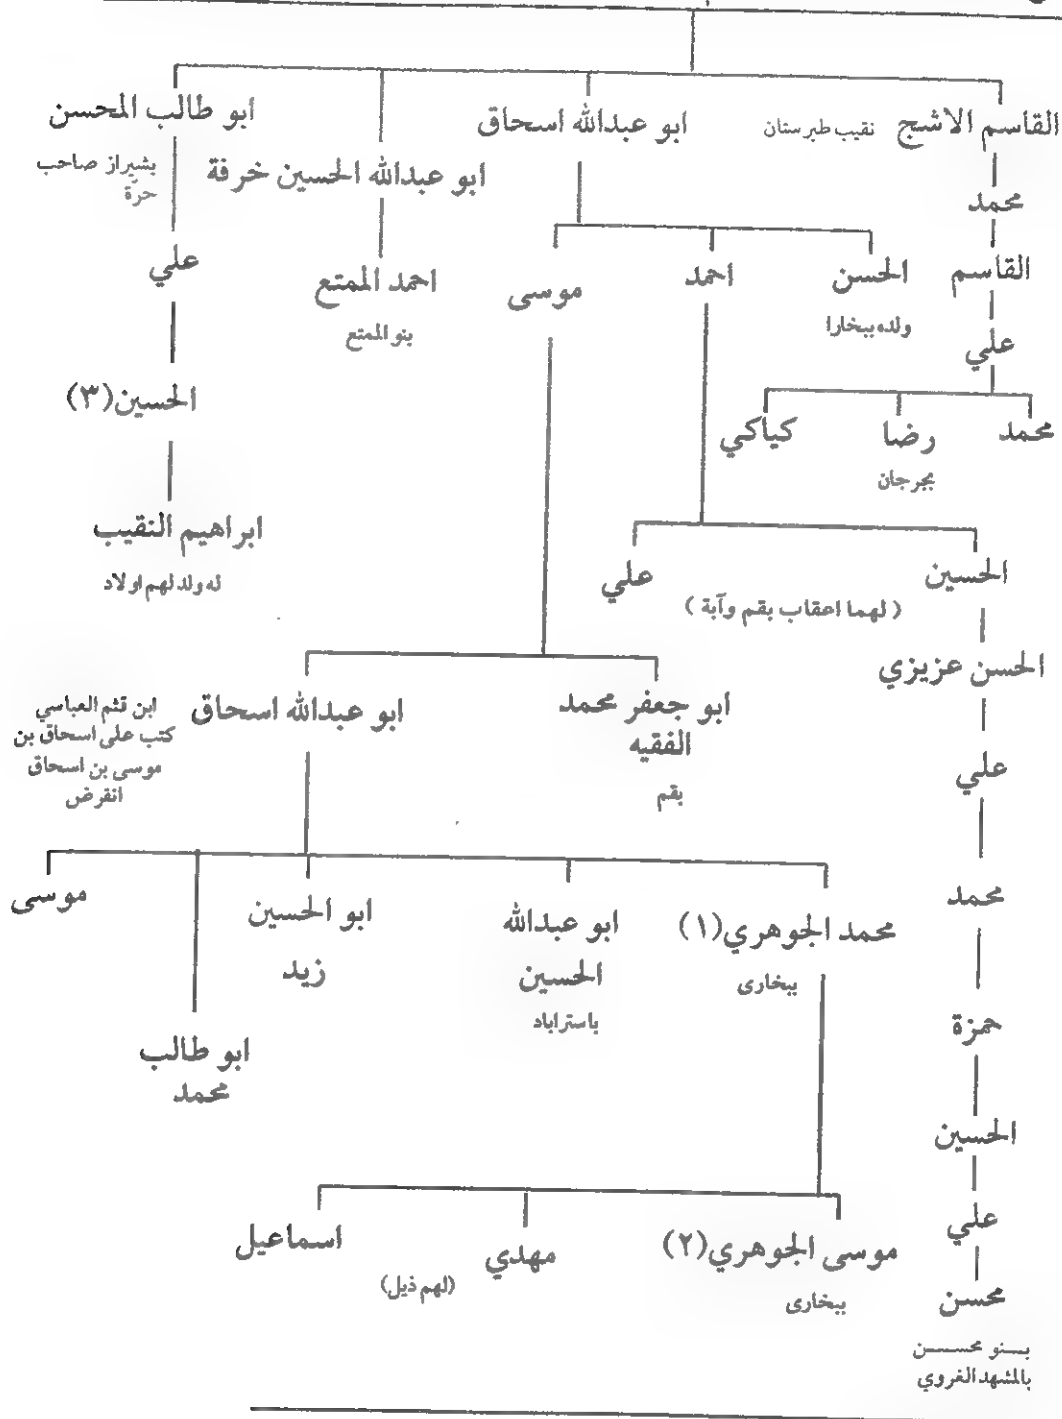 القاسم الاشج نقيب طبرستان
ابو عبدالله اسحاق
ابو عبدالله الحسين خرفة
ابو طالب المحسن
بشيراز صاحب
حرّة
محمد
القاسم
علي
الحسن
ولده ببخارا
احمد
موسى
احمد الممتع
بنو الممتع
علي
الحسين (٣)
ابراهيم النقيب
له ولد لهم اولاد
محمد
رضا
بجرجان
كياكي
الحسين
علي
(لهما اعقاب بقم وآبة)
الحسن عزيزي
علي
محمد
حمزة
الحسين
علي
محسن
بنو محسن
بالمشهد الغروي
ابو جعفر محمد
الفقيه
بقم
ابو عبدالله اسحاق
ابن قثم العباسي
كتب على اسحاق بن
موسى بن اسحاق
انقرض
محمد الجوهري (١)
ببخارى
ابو عبدالله
الحسين
باستراباد
ابو الحسين
زيد
ابو طالب
محمد
موسى
موسى الجوهري (٢)
ببخارى
مهدي
(لهم ذيل)
اسماعيل